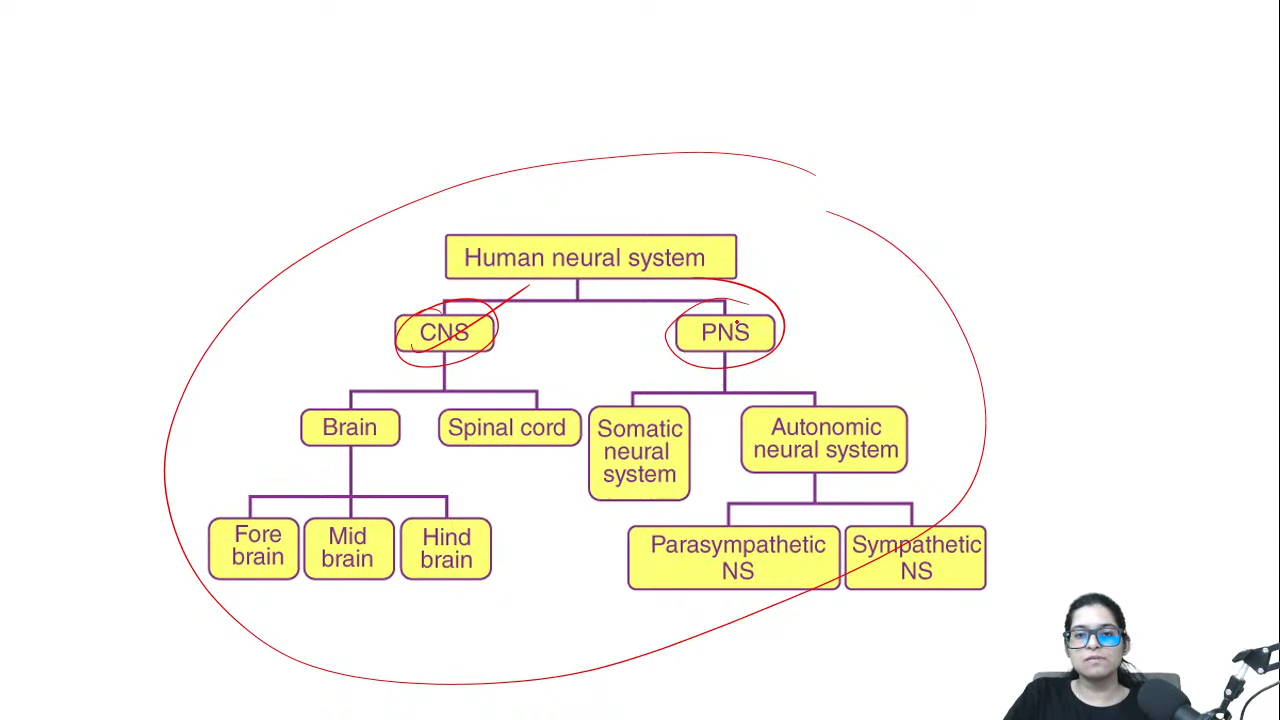 Human neural system
CNS
PNS
Brain
Spinal cord
Somatic
neural
system
Autonomic
neural system
Fore
brain
Mid
brain
Hind
brain
Parasympathetic
NS
Sympathetic
NS